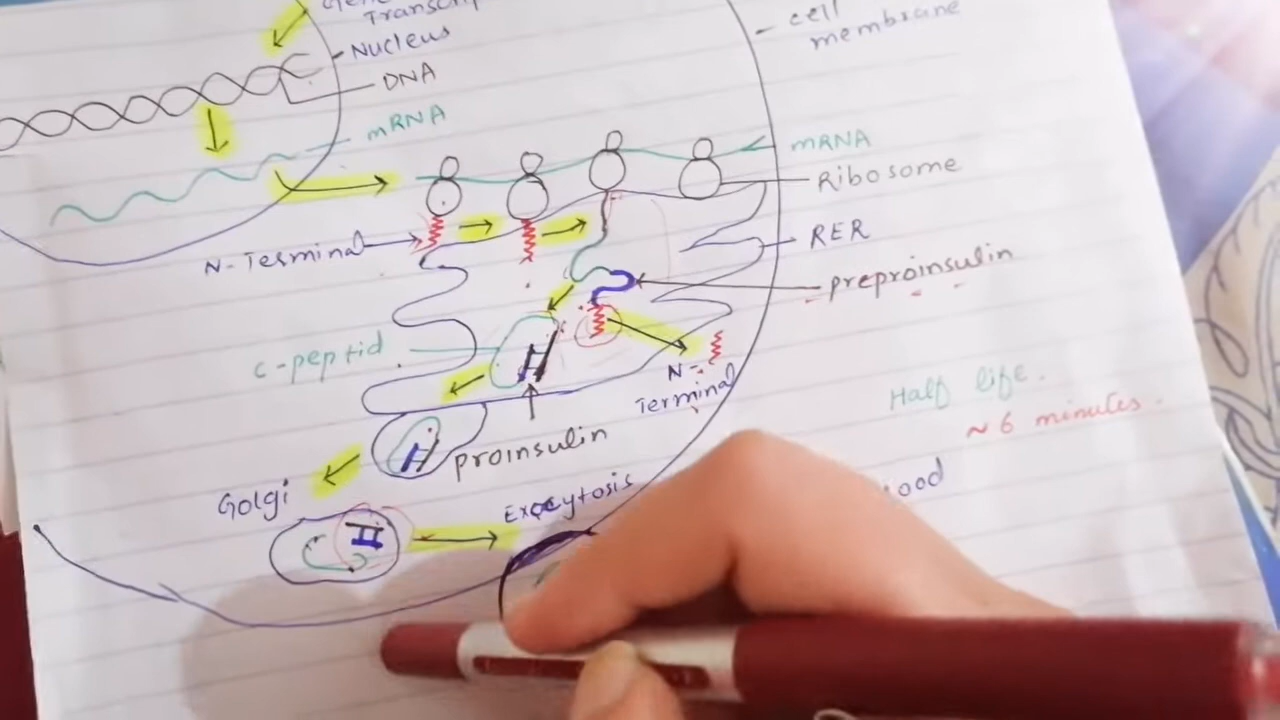 Nucleus
DNA
mRNA
cell
membrane
mRNA
Ribosome
RER
N-Terminal
preproinsulin
C-peptid
N-
Terminal
Half life.
~ 6 minutes.
proinsulin
Golgi
Exocytosis